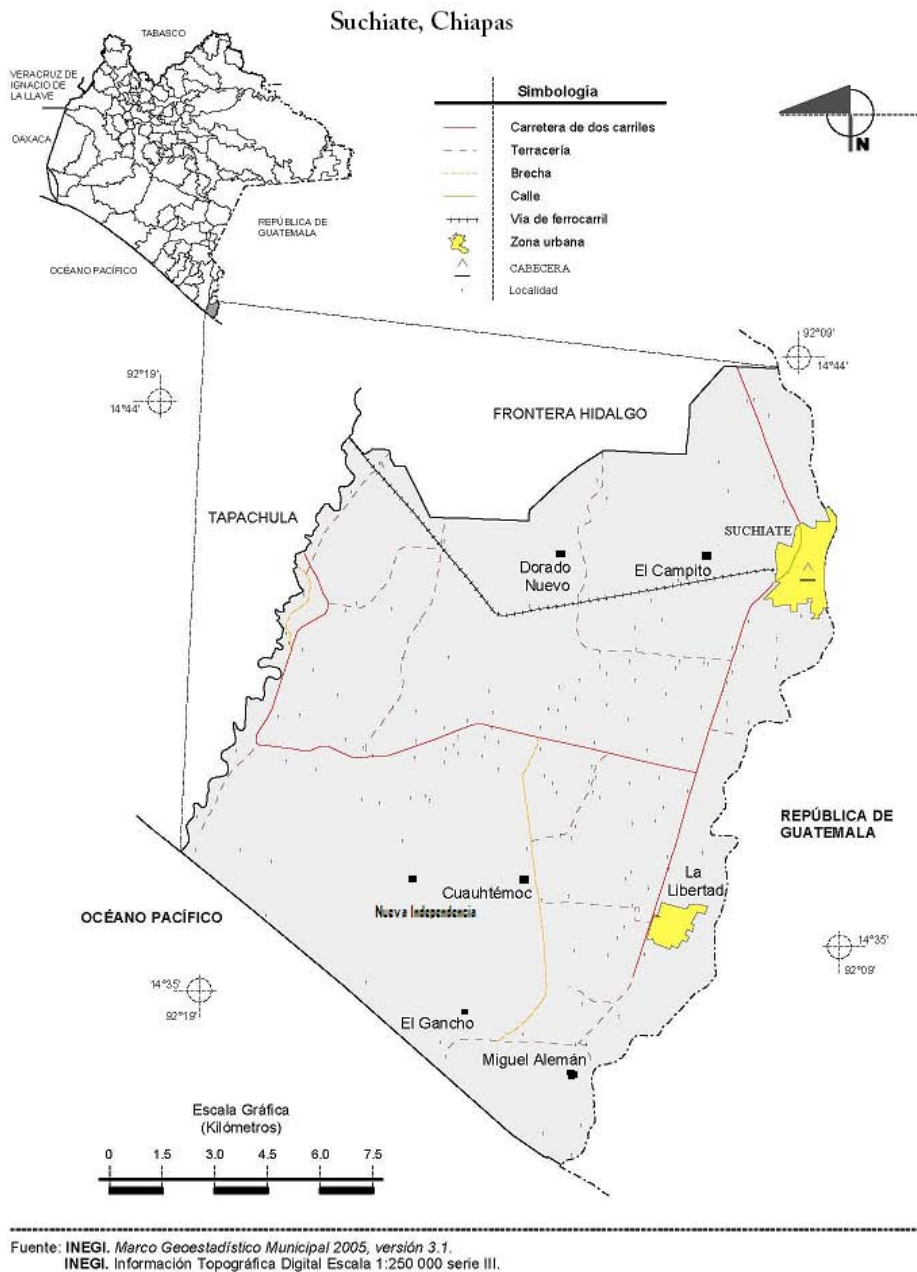 Suchiate, Chiapas
TABASCO
VERACRUZ DE
IGNACIO DE
LA LLAVE
OAXACA
REPÚBLICA DE
GUATEMALA
OCÉANO PACÍFICO
Simbología
Carretera de dos carriles
Terracería
Brecha
Calle
Vía de ferrocarril
Zona urbana
CABECERA
Localidad
N
92°09'
14°44'
92°19'
14°44'
FRONTERA HIDALGO
TAPACHULA
SUCHIATE
Dorado
Nuevo
El Campito
REPÚBLICA DE
GUATEMALA
La
Libertad
Cuauhtémoc
Nueva Independencia
OCÉANO PACÍFICO
14°35'
92°09'
14°35'
92°19'
El Gancho
Miguel Alemán
Escala Gráfica
(Kilómetros)
0 1.5 3.0 4.5 6.0 7.5
Fuente: INEGI. Marco Geoestadístico Municipal 2005, versión 3.1.
INEGI. Información Topográfica Digital Escala 1:250 000 serie III.